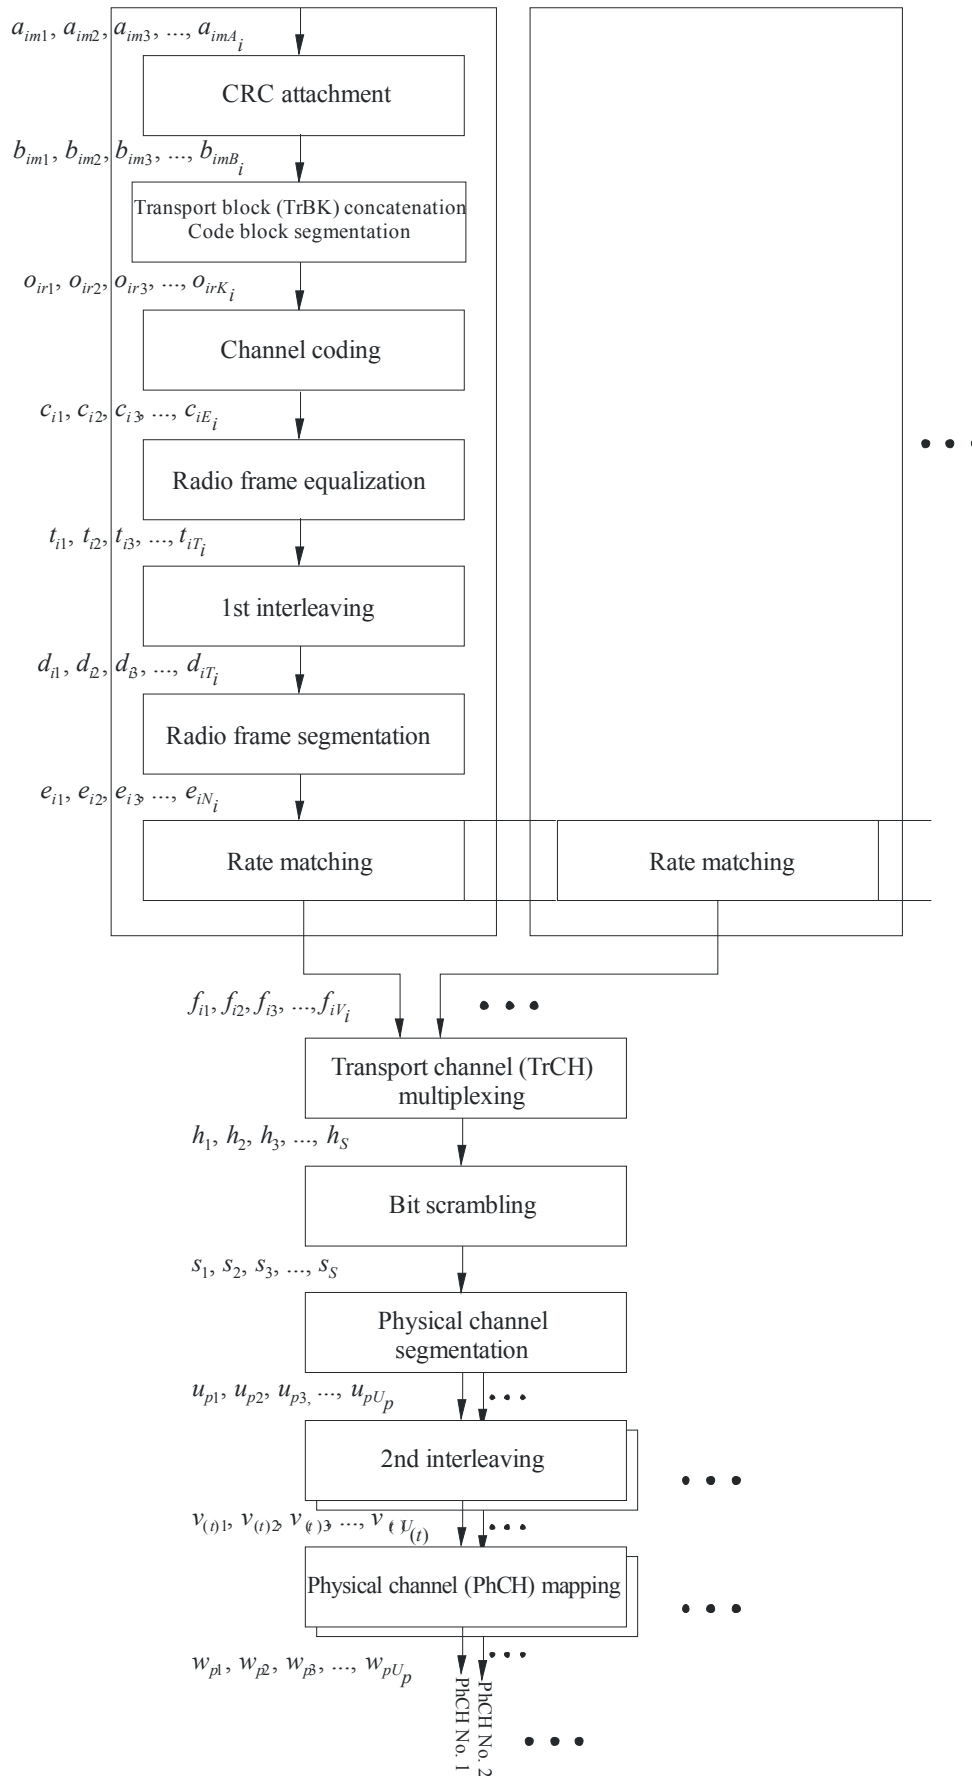 a_im1, a_im2, a_im3, ..., a_imA_i
CRC attachment
b_im1, b_im2, b_im3, ..., b_imB_i
Transport block (TrBK) concatenation
Code block segmentation
o_ir1, o_ir2, o_ir3, ..., o_irK_i
Channel coding
c_i1, c_i2, c_i3, ..., c_iE_i
Radio frame equalization
t_i1, t_i2, t_i3, ..., t_iT_i
1st interleaving
d_i1, d_i2, d_i3, ..., d_iT_i
Radio frame segmentation
e_i1, e_i2, e_i3, ..., e_iN_i
Rate matching
Rate matching
f_i1, f_i2, f_i3, ..., f_iV_i
Transport channel (TrCH)
multiplexing
h_1, h_2, h_3, ..., h_S
Bit scrambling
s_1, s_2, s_3, ..., s_S
Physical channel
segmentation
u_p1, u_p2, u_p3, ..., u_pU_p
2nd interleaving
v_(t)1, v_(t)2, v_(t)3, ..., v_(t)U_(t)
Physical channel (PhCH) mapping
w_p1, w_p2, w_p3, ..., w_pU_p
PhCH No. 1
PhCH No. 2